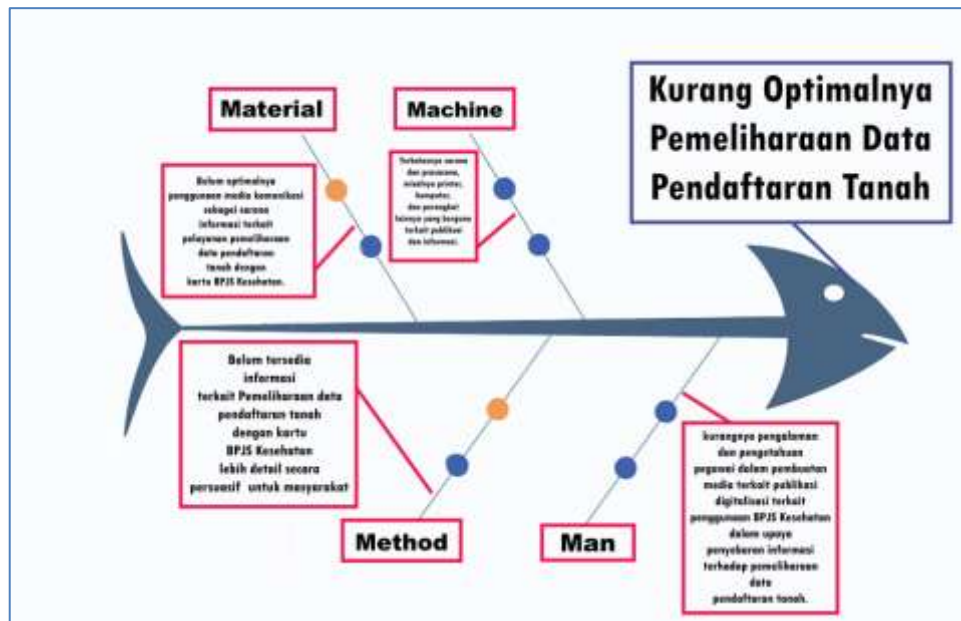 Material
Machine
Kurang Optimalnya
Pemeliharaan Data
Pendaftaran Tanah
Belum optimalnya
penggunaan media komunikasi
sebagai sarana
informasi terkait
pelayanan pemeliharaan
data pendaftaran
tanah dengan
kartu BPJS Kesehatan.
Terbatasnya sarana
dan prasarana,
misalnya printer,
komputer,
dan perangkat
lainnya yang berguna
terkait publikasi
dan informasi.
Belum tersedia
informasi
terkait Pemeliharaan data
pendaftaran tanah
dengan kartu
BPJS Kesehatan
lebih detail secara
persuasif untuk masyarakat
kurangnya pengalaman
dan pengetahuan
pegawai dalam pembuatan
media terkait publikasi
digitalisasi terkait
penggunaan BPJS Kesehatan
dalam upaya
penyebaran informasi
terhadap pemeliharaan
data
pendaftaran tanah.
Method
Man